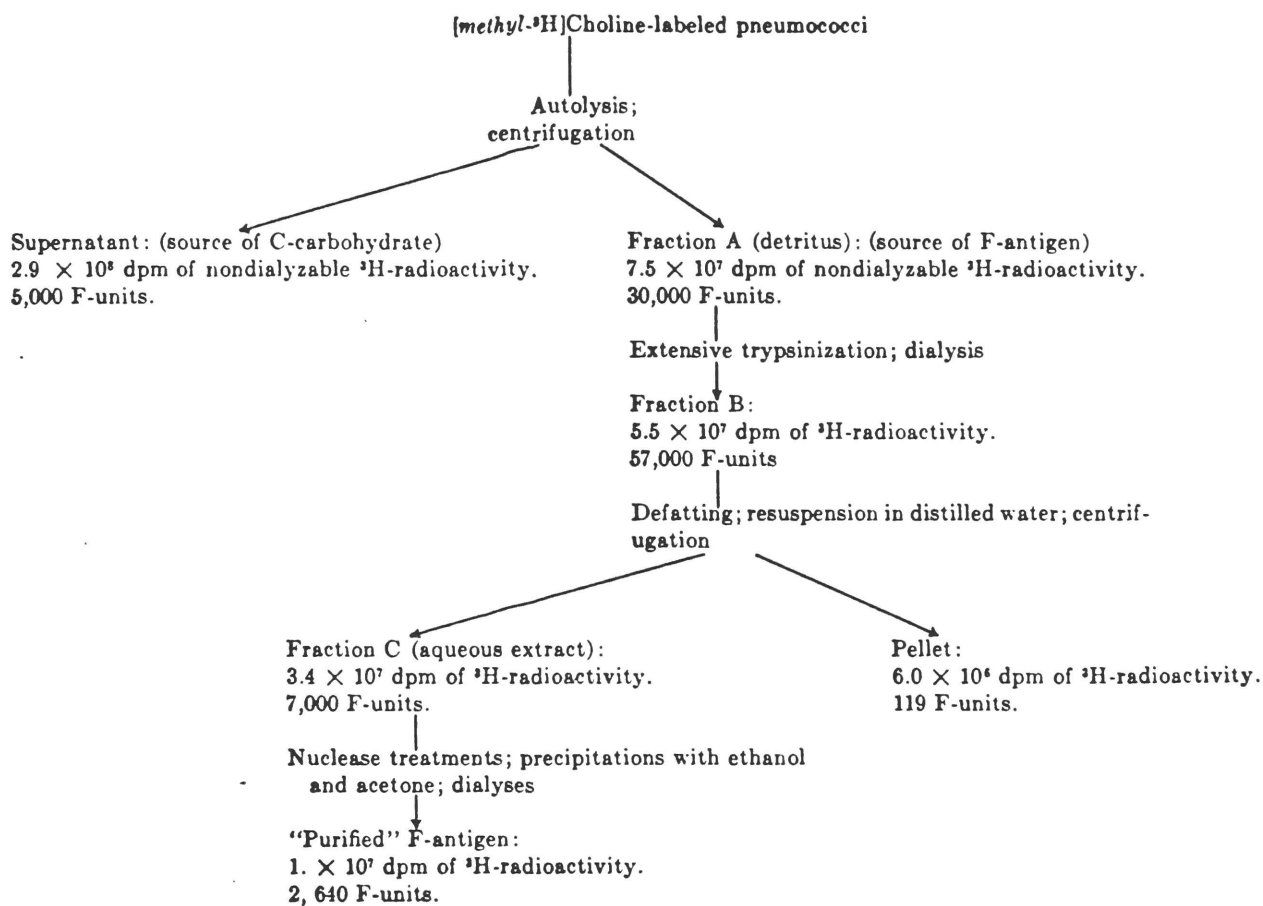 [methyl-³H]Choline-labeled pneumococci
Autolysis;
centrifugation
Supernatant: (source of C-carbohydrate)
2.9 × 10⁸ dpm of nondialyzable ³H-radioactivity.
5,000 F-units.
Fraction A (detritus): (source of F-antigen)
7.5 × 10⁷ dpm of nondialyzable ³H-radioactivity.
30,000 F-units.
Extensive trypsinization; dialysis
Fraction B:
5.5 × 10⁷ dpm of ³H-radioactivity.
57,000 F-units
Defatting; resuspension in distilled water; centrif-
ugation
Fraction C (aqueous extract):
3.4 × 10⁷ dpm of ³H-radioactivity.
7,000 F-units.
Pellet:
6.0 × 10⁶ dpm of ³H-radioactivity.
119 F-units.
Nuclease treatments; precipitations with ethanol
and acetone; dialyses
"Purified" F-antigen:
1. × 10⁷ dpm of ³H-radioactivity.
2, 640 F-units.